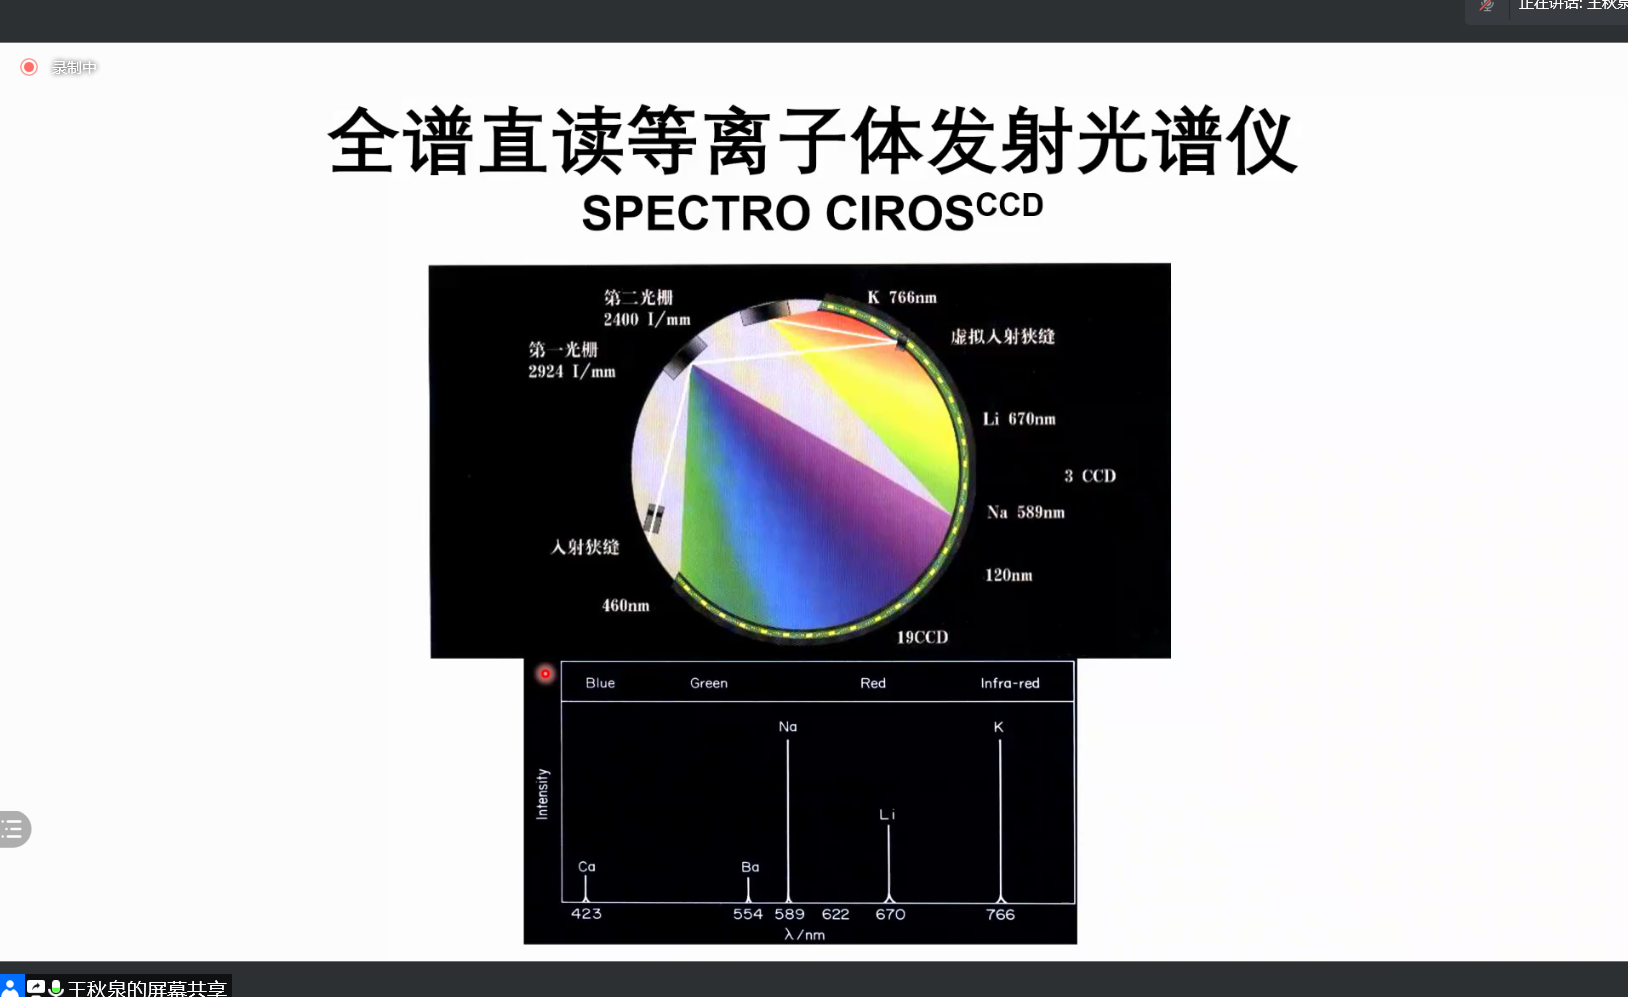 正在讲话: 王秋泉
录制中
全谱直读等离子体发射光谱仪
SPECTRO CIROSCCD
第二光栅
2400 I/mm
K 766nm
虚拟入射狭缝
第一光栅
2924 I/mm
Li 670nm
3 CCD
Na 589nm
入射狭缝
120nm
460nm
19CCD
Blue Green Red Infra-red
Na K
Li
Intensity
Ca Ba
423 554 589 622 670 766
λ/nm
王秋泉的屏幕共享